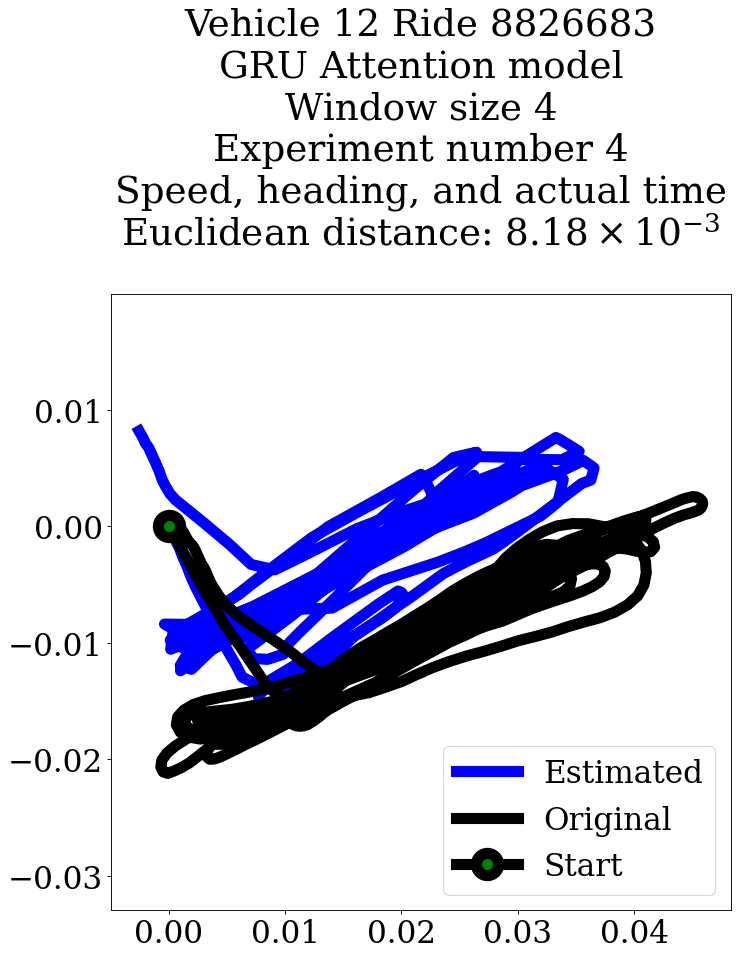 Vehicle 12 Ride 8826683
GRU Attention model
Window size 4
Experiment number 4
Speed, heading, and actual time
Euclidean distance: 8.18 × 10⁻³
0.01
0.00
−0.01
−0.02
−0.03
Estimated
Original
Start
0.00 0.01 0.02 0.03 0.04